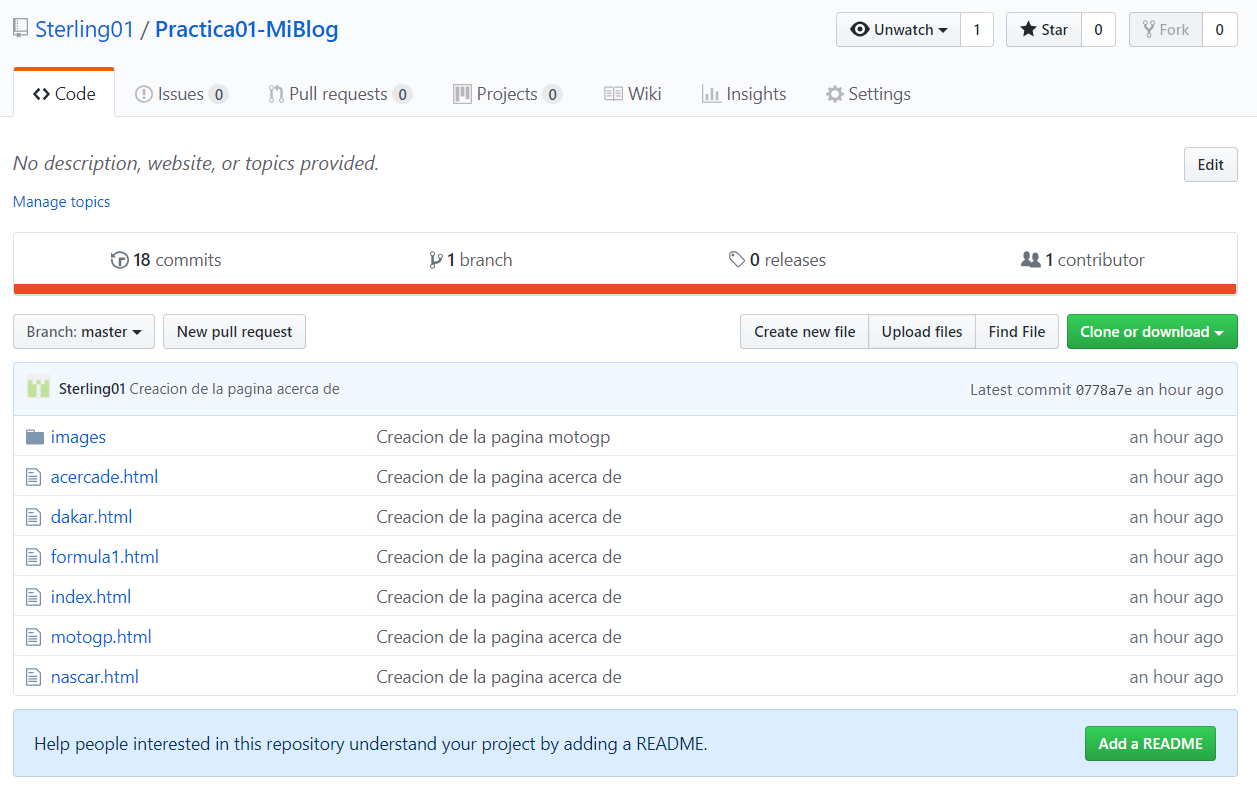 Sterling01 / Practica01-MiBlog Unwatch 1 Star 0 Fork 0
Code Issues 0 Pull requests 0 Projects 0 Wiki Insights Settings
No description, website, or topics provided. Edit
Manage topics
18 commits 1 branch 0 releases 1 contributor
Branch: master New pull request Create new file Upload files Find File Clone or download
Sterling01 Creacion de la pagina acerca de Latest commit 0778a7e an hour ago
images Creacion de la pagina motogp an hour ago
acercade.html Creacion de la pagina acerca de an hour ago
dakar.html Creacion de la pagina acerca de an hour ago
formula1.html Creacion de la pagina acerca de an hour ago
index.html Creacion de la pagina acerca de an hour ago
motogp.html Creacion de la pagina acerca de an hour ago
nascar.html Creacion de la pagina acerca de an hour ago
Help people interested in this repository understand your project by adding a README. Add a README